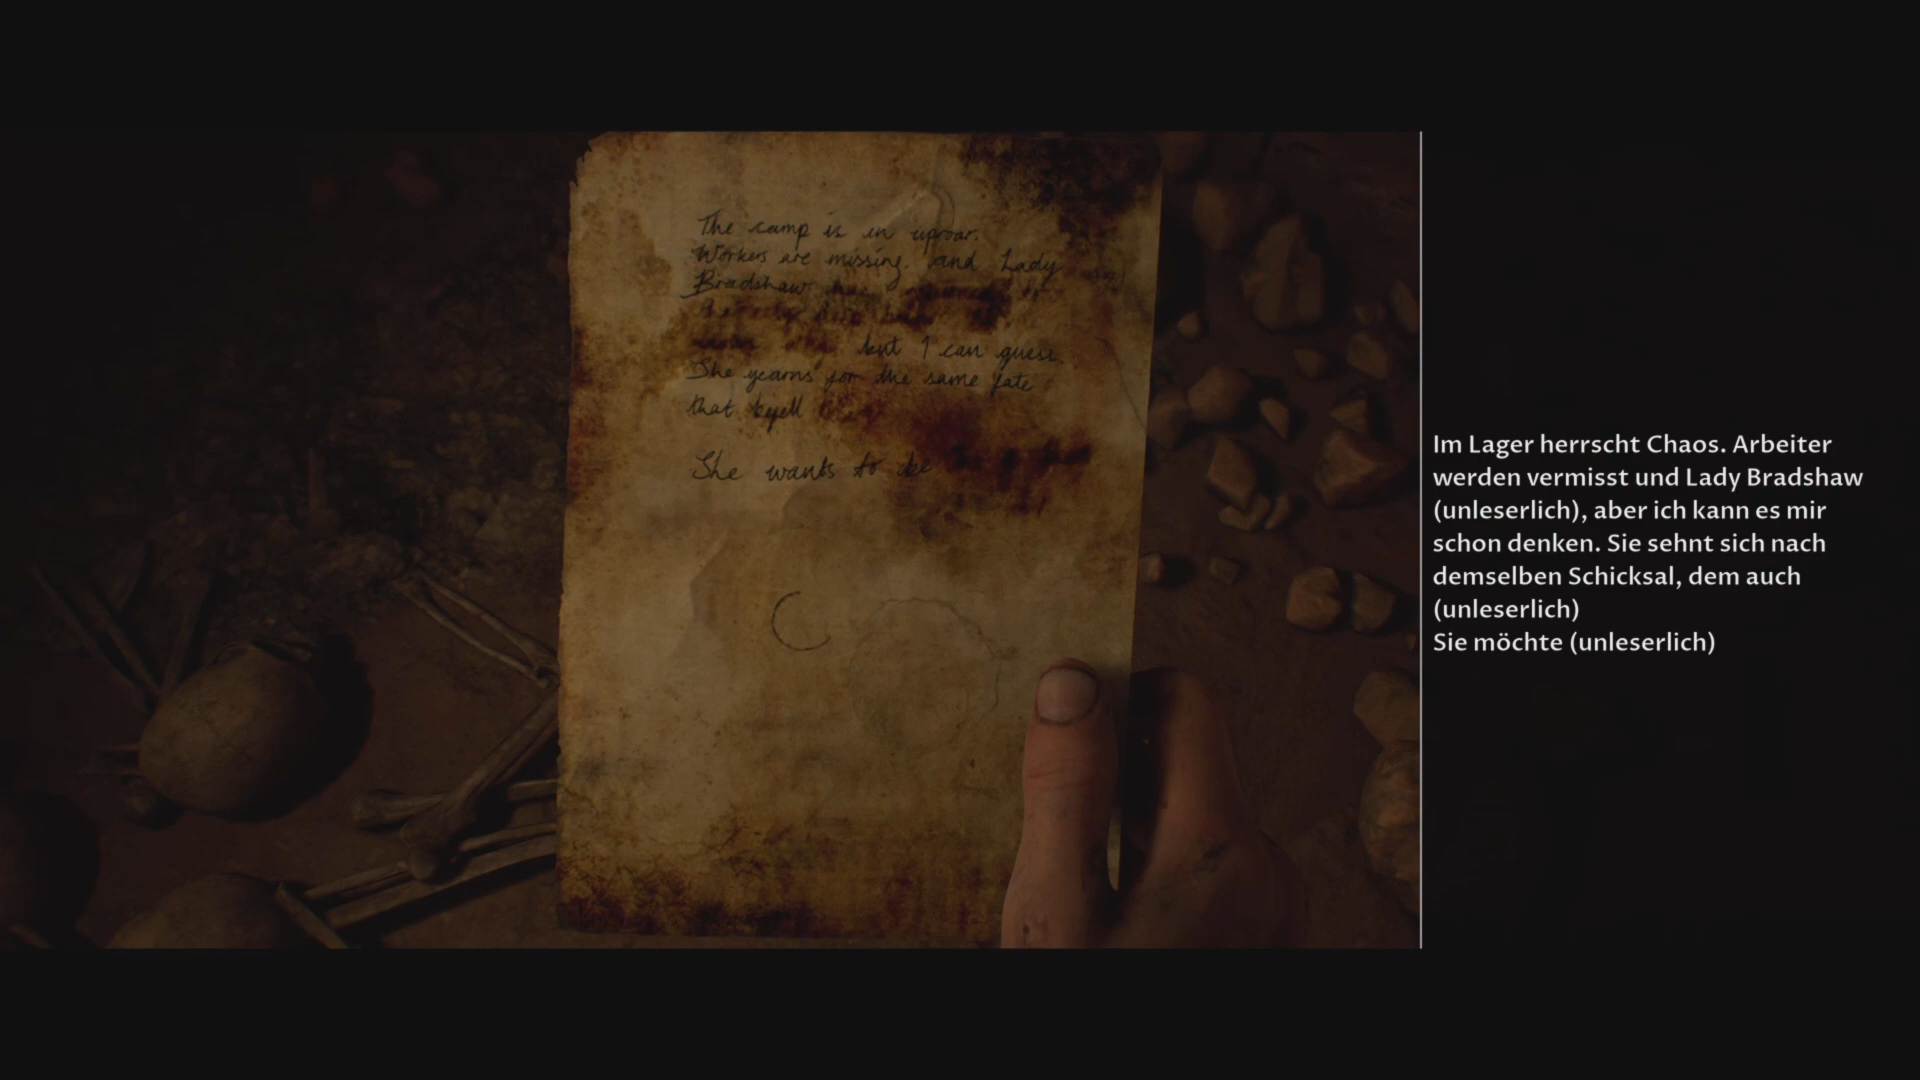 The camp is in uproar.
Workers are missing, and Lady
Bradshaw
but I can guess.
She yearns for the same fate
that befell
She wants to be
Im Lager herrscht Chaos. Arbeiter
werden vermisst und Lady Bradshaw
(unleserlich), aber ich kann es mir
schon denken. Sie sehnt sich nach
demselben Schicksal, dem auch
(unleserlich)
Sie möchte (unleserlich)